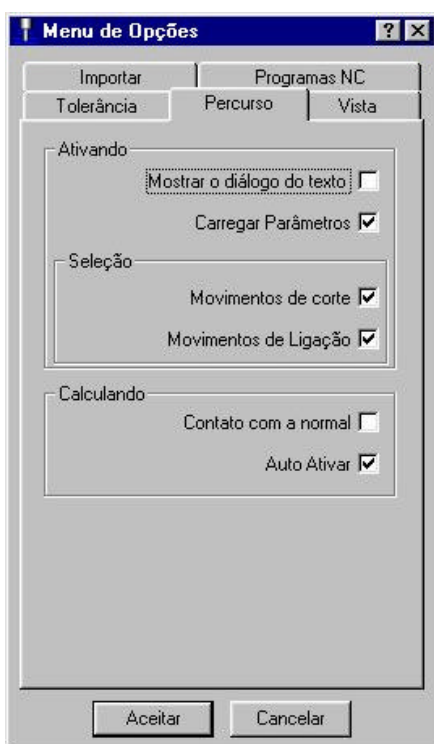 Menu de Opções
Importar
Programas NC
Tolerância
Percurso
Vista
Ativando
Mostrar o diálogo do texto
Carregar Parâmetros
Seleção
Movimentos de corte
Movimentos de Ligação
Calculando
Contato com a normal
Auto Ativar
Aceitar
Cancelar